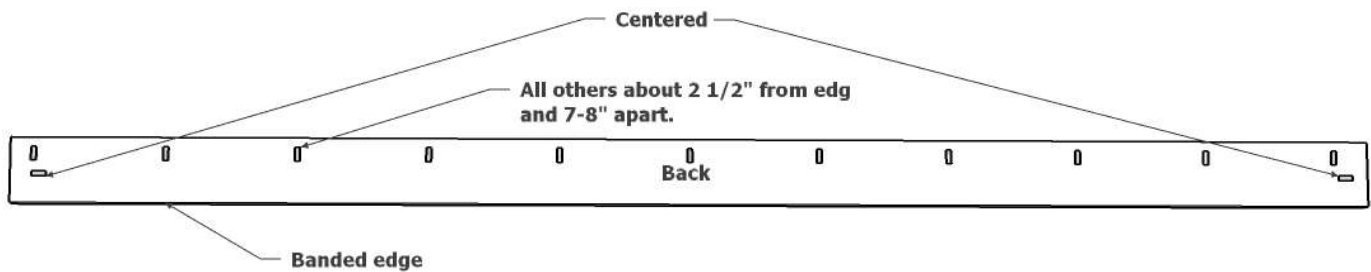 Centered
All others about 2 1/2" from edg
and 7-8" apart.
Back
Banded edge